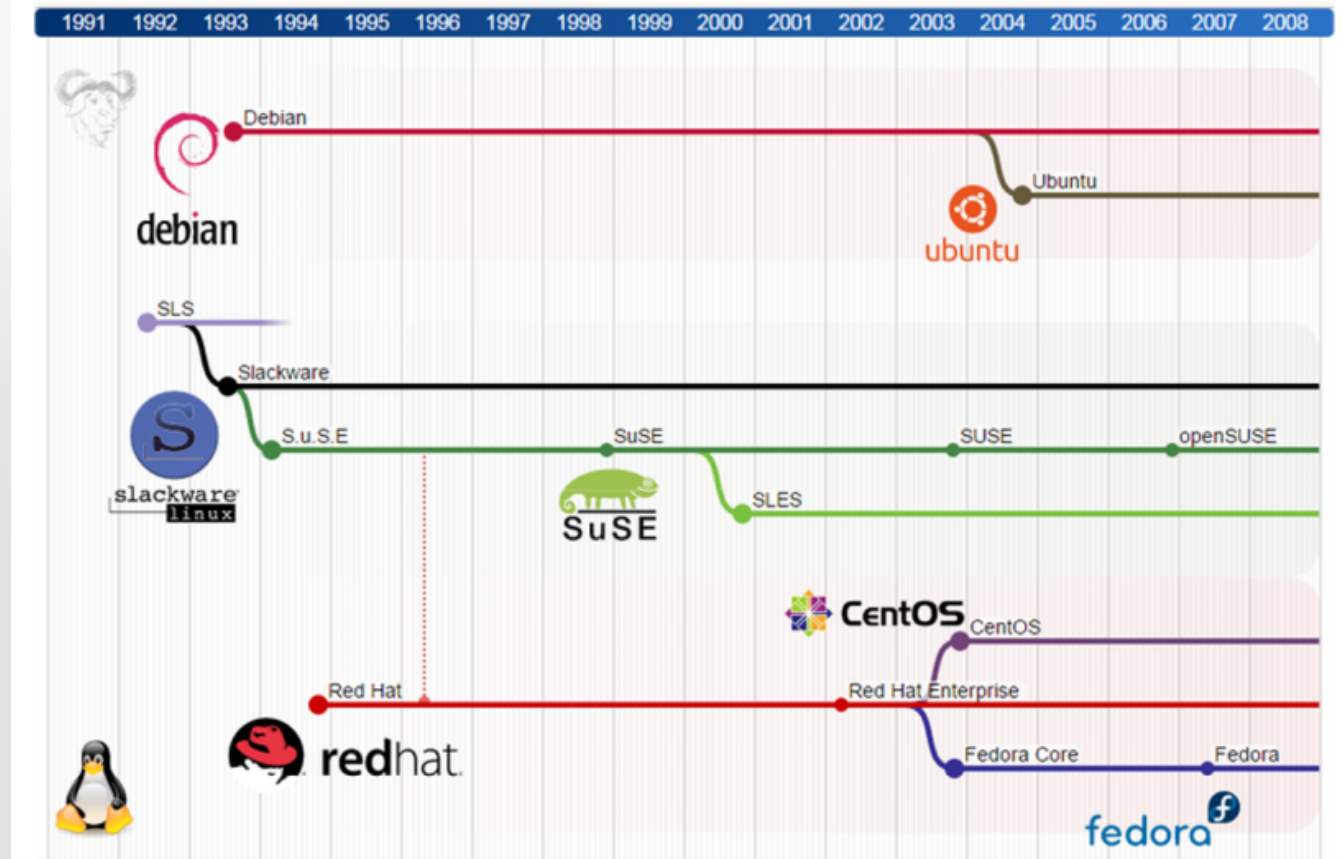 1991 1992 1993 1994 1995 1996 1997 1998 1999 2000 2001 2002 2003 2004 2005 2006 2007 2008
Debian
debian
Ubuntu
ubuntu
SLS
Slackware
S
slackware
linux
S.u.S.E
SuSE
SUSE
openSUSE
SuSE
SLES
CentOS
CentOS
Red Hat
Red Hat Enterprise
redhat.
Fedora Core
Fedora
fedora
f